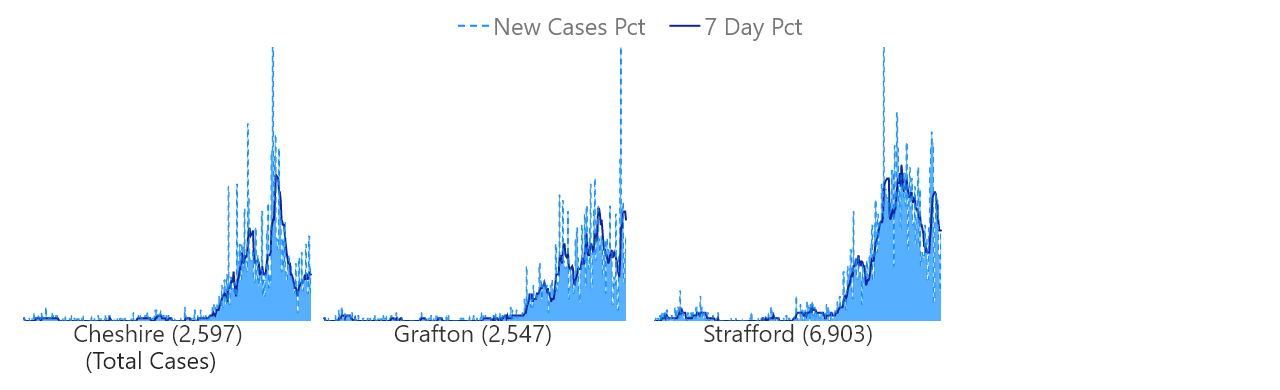 New Cases Pct 7 Day Pct
Cheshire (2,597) Grafton (2,547) Strafford (6,903)
(Total Cases)